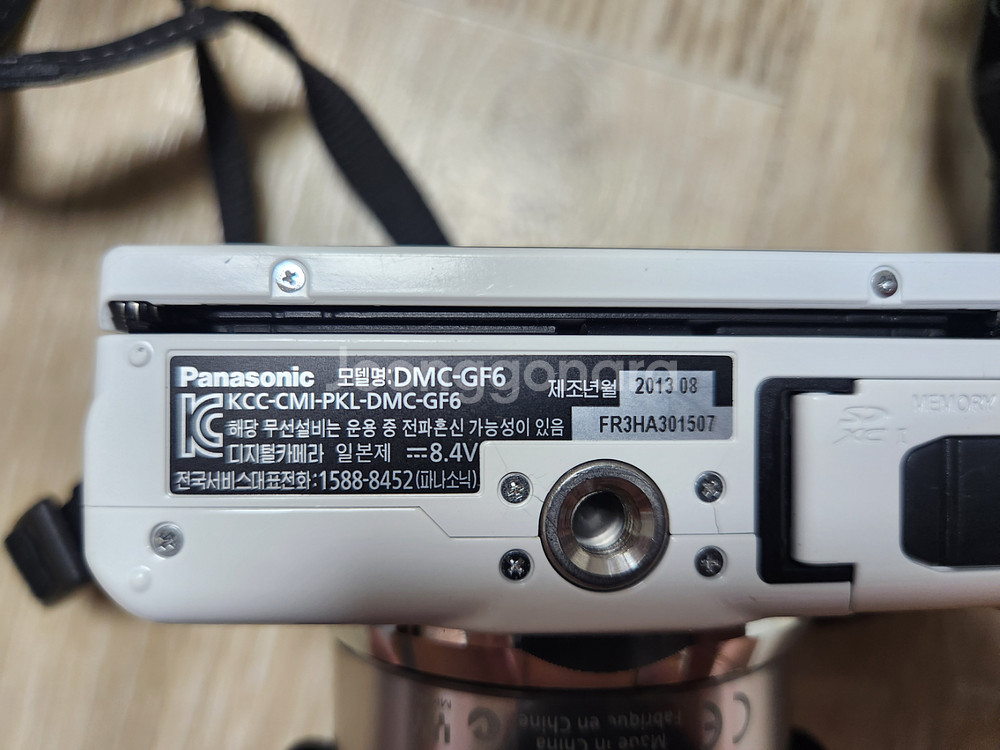 Panasonic 모델명:DMC-GF6 제조년월 2013 08
KCC-CMI-PKL-DMC-GF6 FR3HA301507
해당 무선설비는 운용 중 전파혼신 가능성이 있음
디지털카메라 일본제 8.4V
전국서비스대표전화:1588-8452(파나소닉)
Joonggonara
MEMORY
Made in China
Fabriqué en Chine